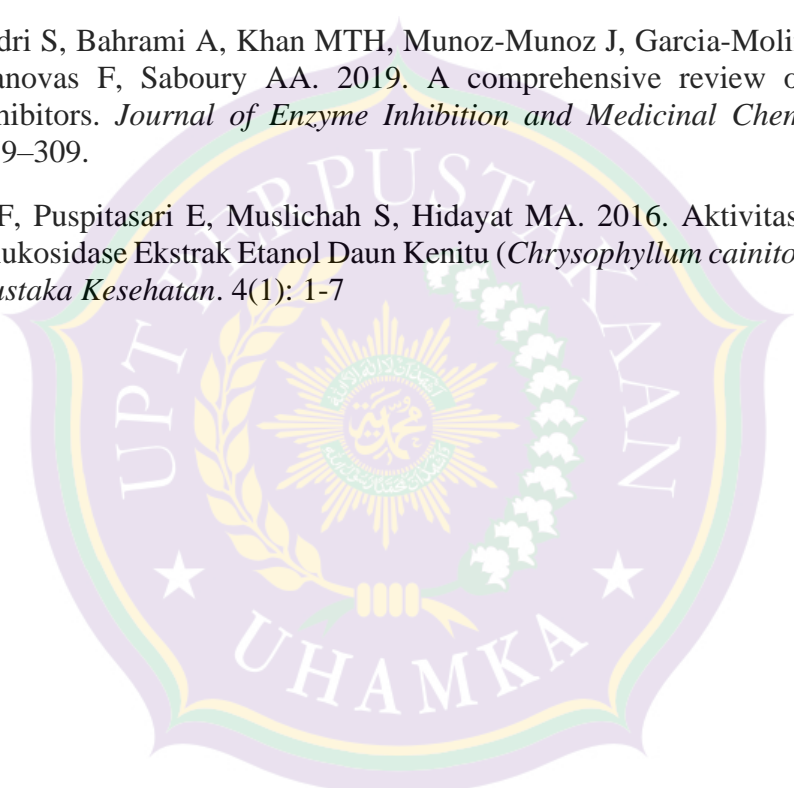 dri S, Bahrami A, Khan MTH, Munoz-Munoz J, Garcia-Molin
anovas F, Saboury AA. 2019. A comprehensive review o
hibitors. Journal of Enzyme Inhibition and Medicinal Chem
9–309.
F, Puspitasari E, Muslichah S, Hidayat MA. 2016. Aktivitas
lukosidase Ekstrak Etanol Daun Kenitu (Chrysophyllum cainito
ustaka Kesehatan. 4(1): 1-7
UPT PERPUSTAKAAN
UHAMKA